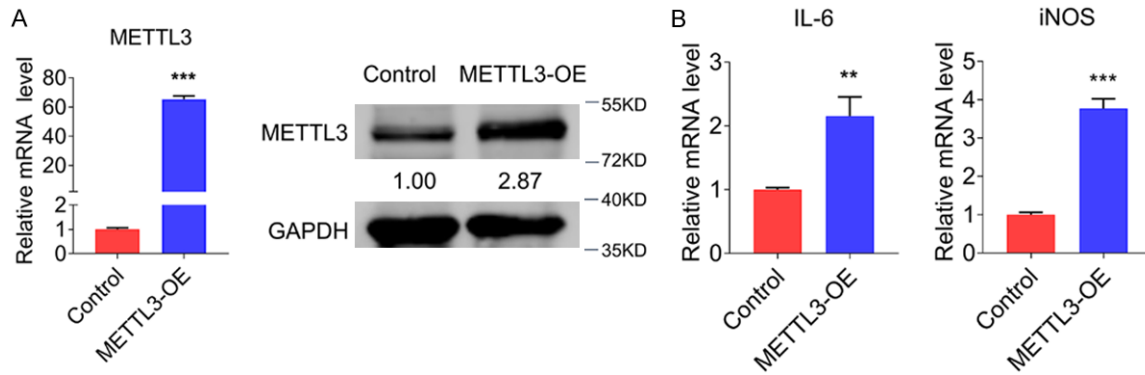 A
METTL3
Relative mRNA level
80
60
40
20
2
1
0
***
Control
METTL3-OE
Control METTL3-OE
METTL3
55KD
72KD
1.00 2.87
40KD
GAPDH
35KD
B
IL-6
Relative mRNA level
3
2
1
0
**
Control
METTL3-OE
iNOS
Relative mRNA level
5
4
3
2
1
0
***
Control
METTL3-OE